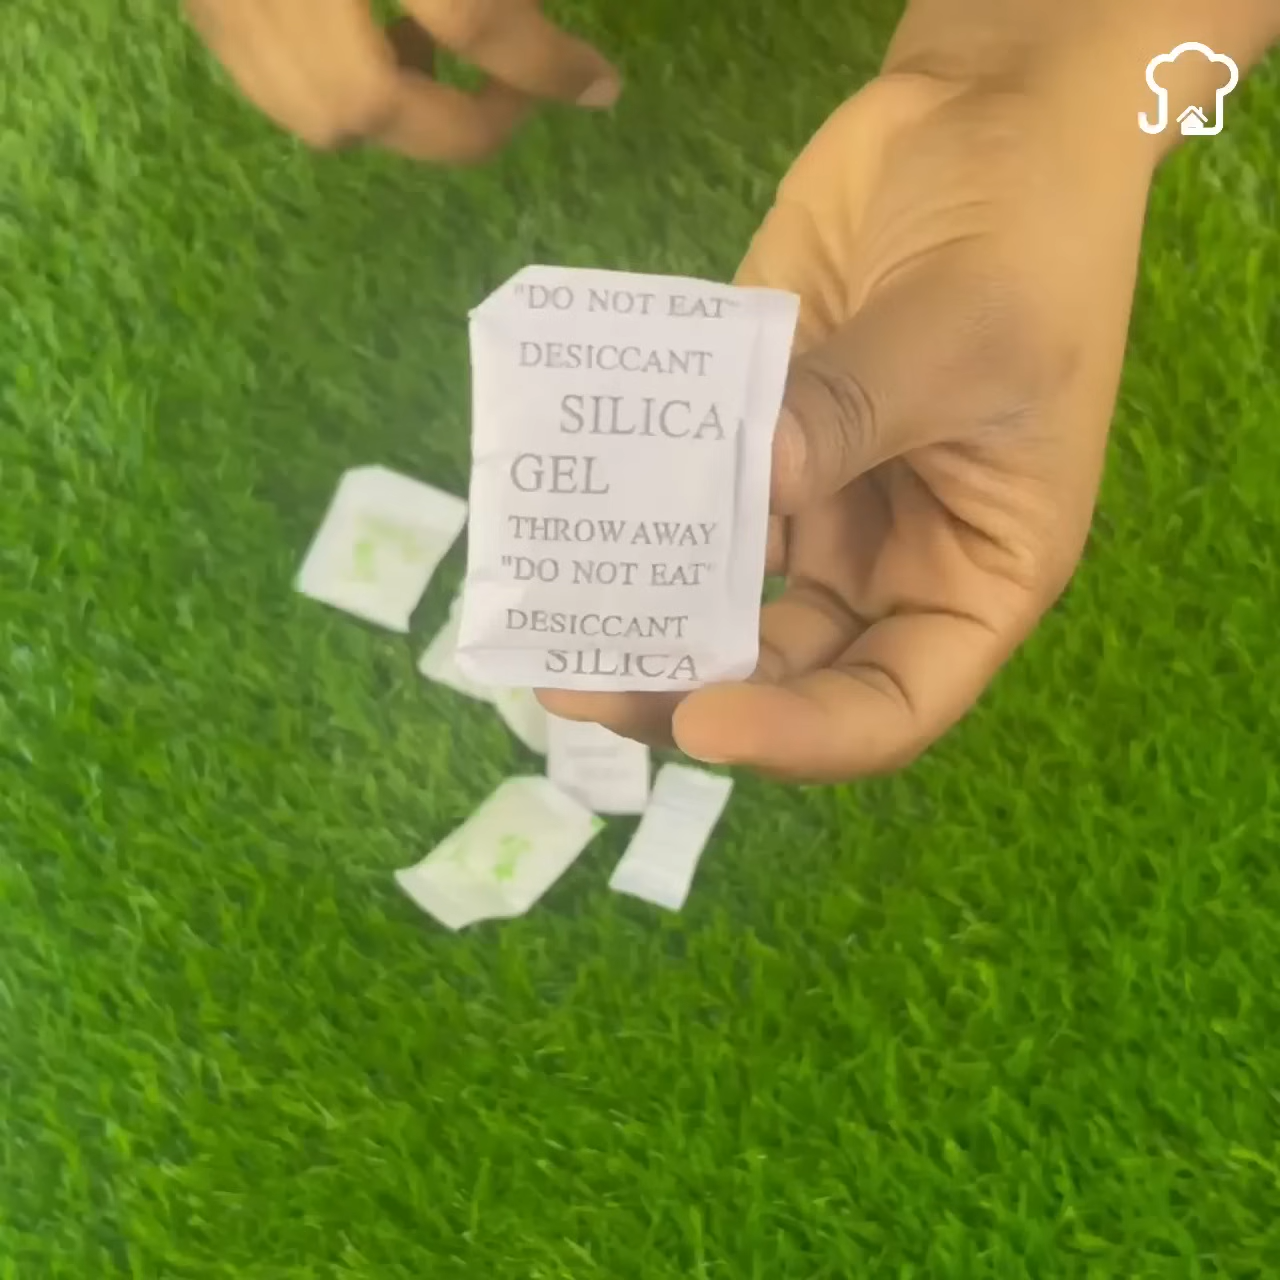 "DO NOT EAT"
DESICCANT
SILICA
GEL
THROW AWAY
"DO NOT EAT"
DESICCANT
SILICA